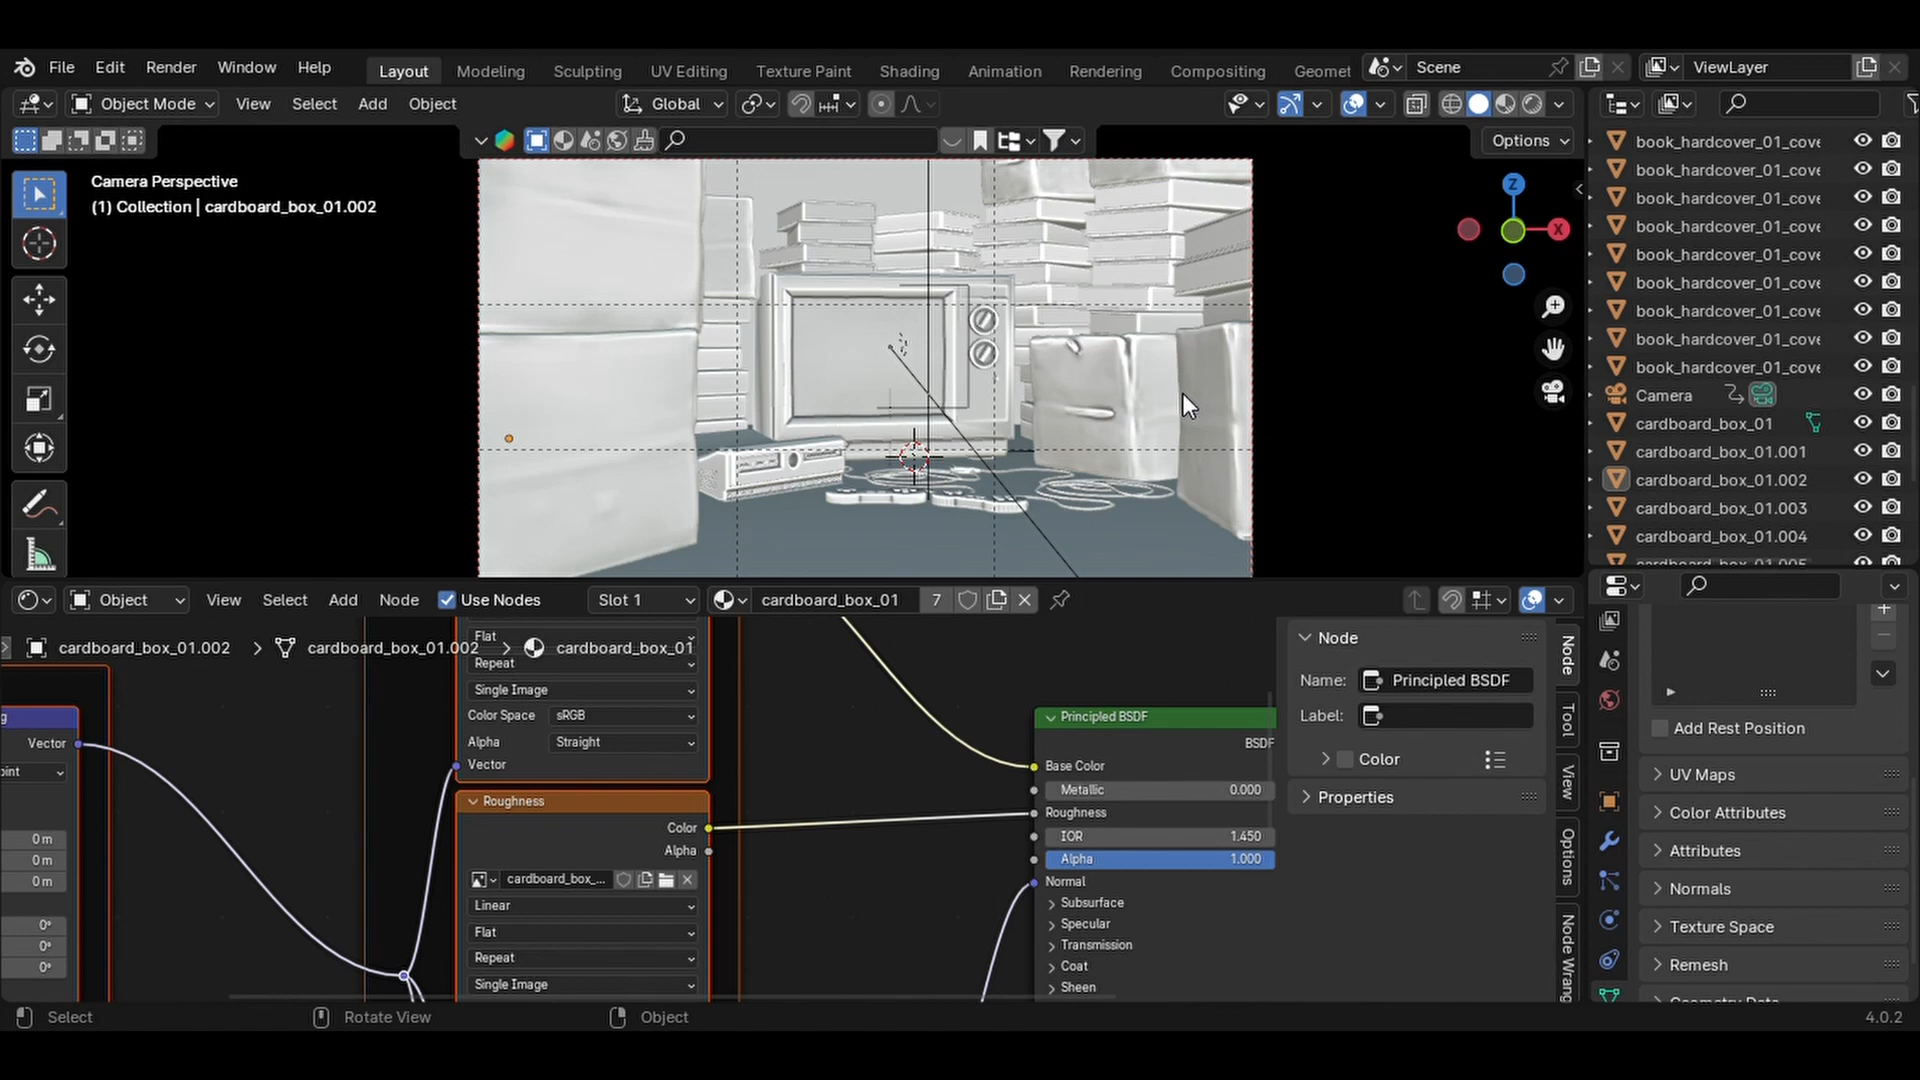 File Edit Render Window Help Layout Modeling Sculpting UV Editing Texture Paint Shading Animation Rendering Compositing Geomet Scene ViewLayer
Object Mode View Select Add Object Global
Options
Camera Perspective
(1) Collection | cardboard_box_01.002
Z
X
book_hardcover_01_cove
book_hardcover_01_cove
book_hardcover_01_cove
book_hardcover_01_cove
book_hardcover_01_cove
book_hardcover_01_cove
book_hardcover_01_cove
book_hardcover_01_cove
book_hardcover_01_cove
Camera
cardboard_box_01
cardboard_box_01.001
cardboard_box_01.002
cardboard_box_01.003
cardboard_box_01.004
cardboard_box_01.005
Object View Select Add Node Use Nodes Slot 1 cardboard_box_01 7
cardboard_box_01.002 > cardboard_box_01.002 > cardboard_box_01
g
Vector
oint
0 m
0 m
0 m
0°
0°
0°
Flat
Repeat
Single Image
Color Space sRGB
Alpha Straight
Vector
Roughness
Color
Alpha
cardboard_box_...
Linear
Flat
Repeat
Single Image
Principled BSDF
BSDF
Base Color
Metallic 0.000
Roughness
IOR 1.450
Alpha 1.000
Normal
Subsurface
Specular
Transmission
Coat
Sheen
Node
Name: Principled BSDF
Label:
Color
Properties
Node
Tool
View
Options
Node Wrang
Add Rest Position
UV Maps
Color Attributes
Attributes
Normals
Texture Space
Remesh
Geometry Data
Select Rotate View Object 4.0.2